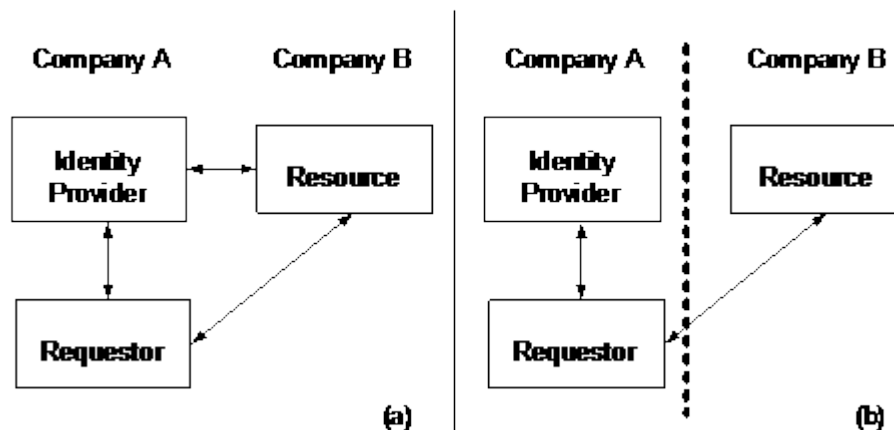 Company A
Company B
Identity
Provider
Resource
Requestor
(a)
Company A
Company B
Identity
Provider
Resource
Requestor
(b)